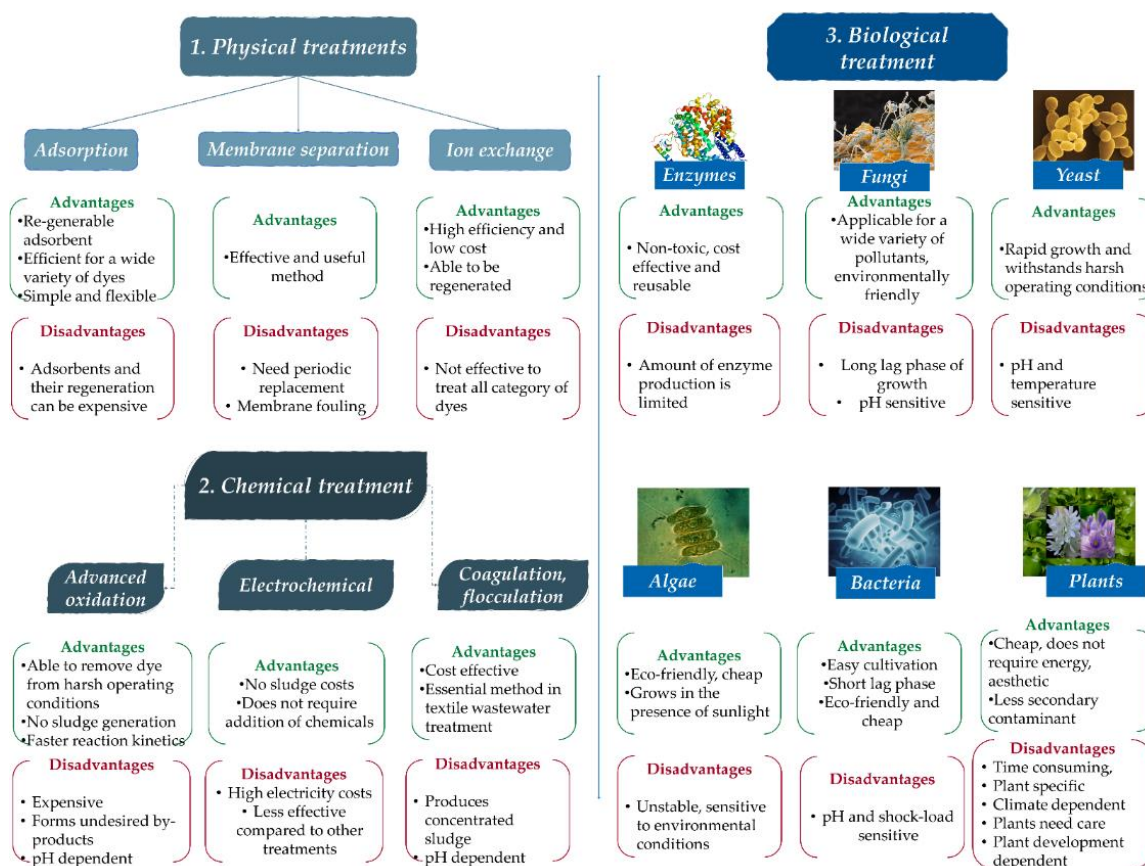 1. Physical treatments
Adsorption
Membrane separation
Ion exchange
Advantages
•Re-generable
adsorbent
•Efficient for a wide
variety of dyes
•Simple and flexible
Advantages
•Effective and useful
method
Advantages
•High efficiency and
low cost
•Able to be
regenerated
Disadvantages
• Adsorbents and
their regeneration
can be expensive
Disadvantages
• Need periodic
replacement
• Membrane fouling
Disadvantages
• Not effective to
treat all category of
dyes
2. Chemical treatment
Advanced
oxidation
Electrochemical
Coagulation,
flocculation
Advantages
•Able to remove dye
from harsh operating
conditions
•No sludge generation
•Faster reaction kinetics
Advantages
•No sludge costs
•Does not require
addition of chemicals
Advantages
•Cost effective
•Essential method in
textile wastewater
treatment
Disadvantages
• Expensive
• Forms undesired by-
products
• pH dependent
Disadvantages
• High electricity costs
• Less effective
compared to other
treatments
Disadvantages
• Produces
concentrated
sludge
• pH dependent
3. Biological
treatment
Enzymes
Fungi
Yeast
Advantages
• Non-toxic, cost
effective and
reusable
Advantages
•Applicable for a
wide variety of
pollutants,
environmentally
friendly
Advantages
• Rapid growth and
withstands harsh
operating conditions
Disadvantages
• Amount of enzyme
production is
limited
Disadvantages
• Long lag phase of
growth
• pH sensitive
Disadvantages
• pH and
temperature
sensitive
Algae
Bacteria
Plants
Advantages
•Eco-friendly, cheap
•Grows in the
presence of sunlight
Advantages
•Easy cultivation
•Short lag phase
•Eco-friendly and
cheap
Advantages
•Cheap, does not
require energy,
aesthetic
•Less secondary
contaminant
Disadvantages
• Unstable, sensitive
to environmental
conditions
Disadvantages
• pH and shock-load
sensitive
Disadvantages
• Time consuming,
• Plant specific
• Climate dependent
• Plants need care
• Plant development
dependent